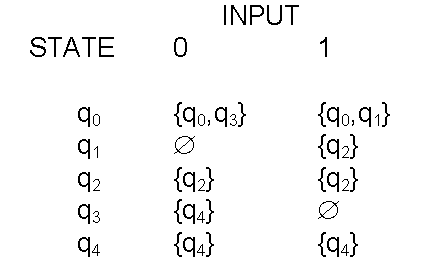 INPUT
STATE 0 1
q₀ {q₀,q₃} {q₀,q₁}
q₁ ∅ {q₂}
q₂ {q₂} {q₂}
q₃ {q₄} ∅
q₄ {q₄} {q₄}